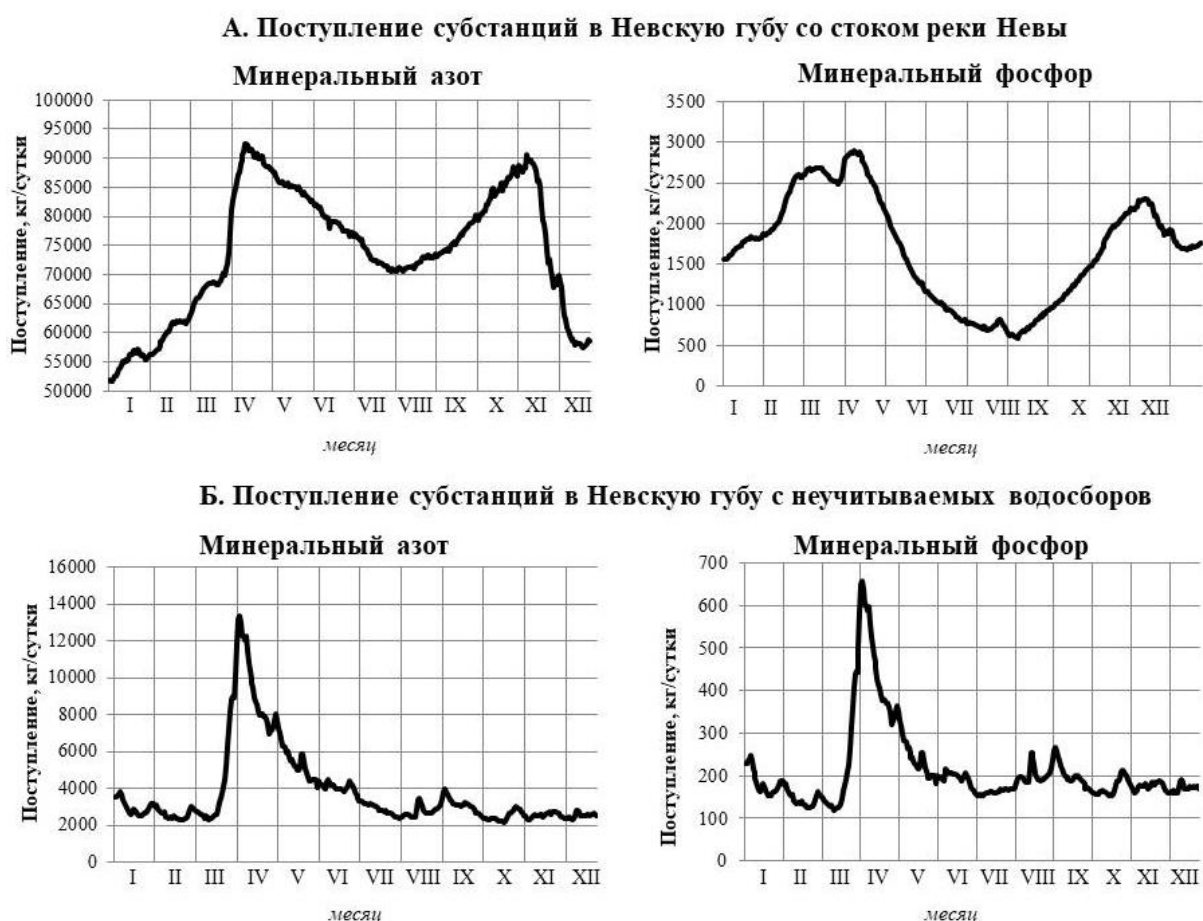 А. Поступление субстанций в Невскую губу со стоком реки Невы
Минеральный азот
Поступление, кг/сутки
100000
95000
90000
85000
80000
75000
70000
65000
60000
55000
50000
I II III IV V VI VII VIII IX X XI XII
месяц
Минеральный фосфор
Поступление, кг/сутки
3500
3000
2500
2000
1500
1000
500
0
I II III IV V VI VII VIII IX X XI XII
месяц
Б. Поступление субстанций в Невскую губу с неучитываемых водосборов
Минеральный азот
Поступление, кг/сутки
16000
14000
12000
10000
8000
6000
4000
2000
0
I II III IV V VI VII VIII IX X XI XII
месяц
Минеральный фосфор
Поступление, кг/сутки
700
600
500
400
300
200
100
0
I II III IV V VI VII VIII IX X XI XII
месяц